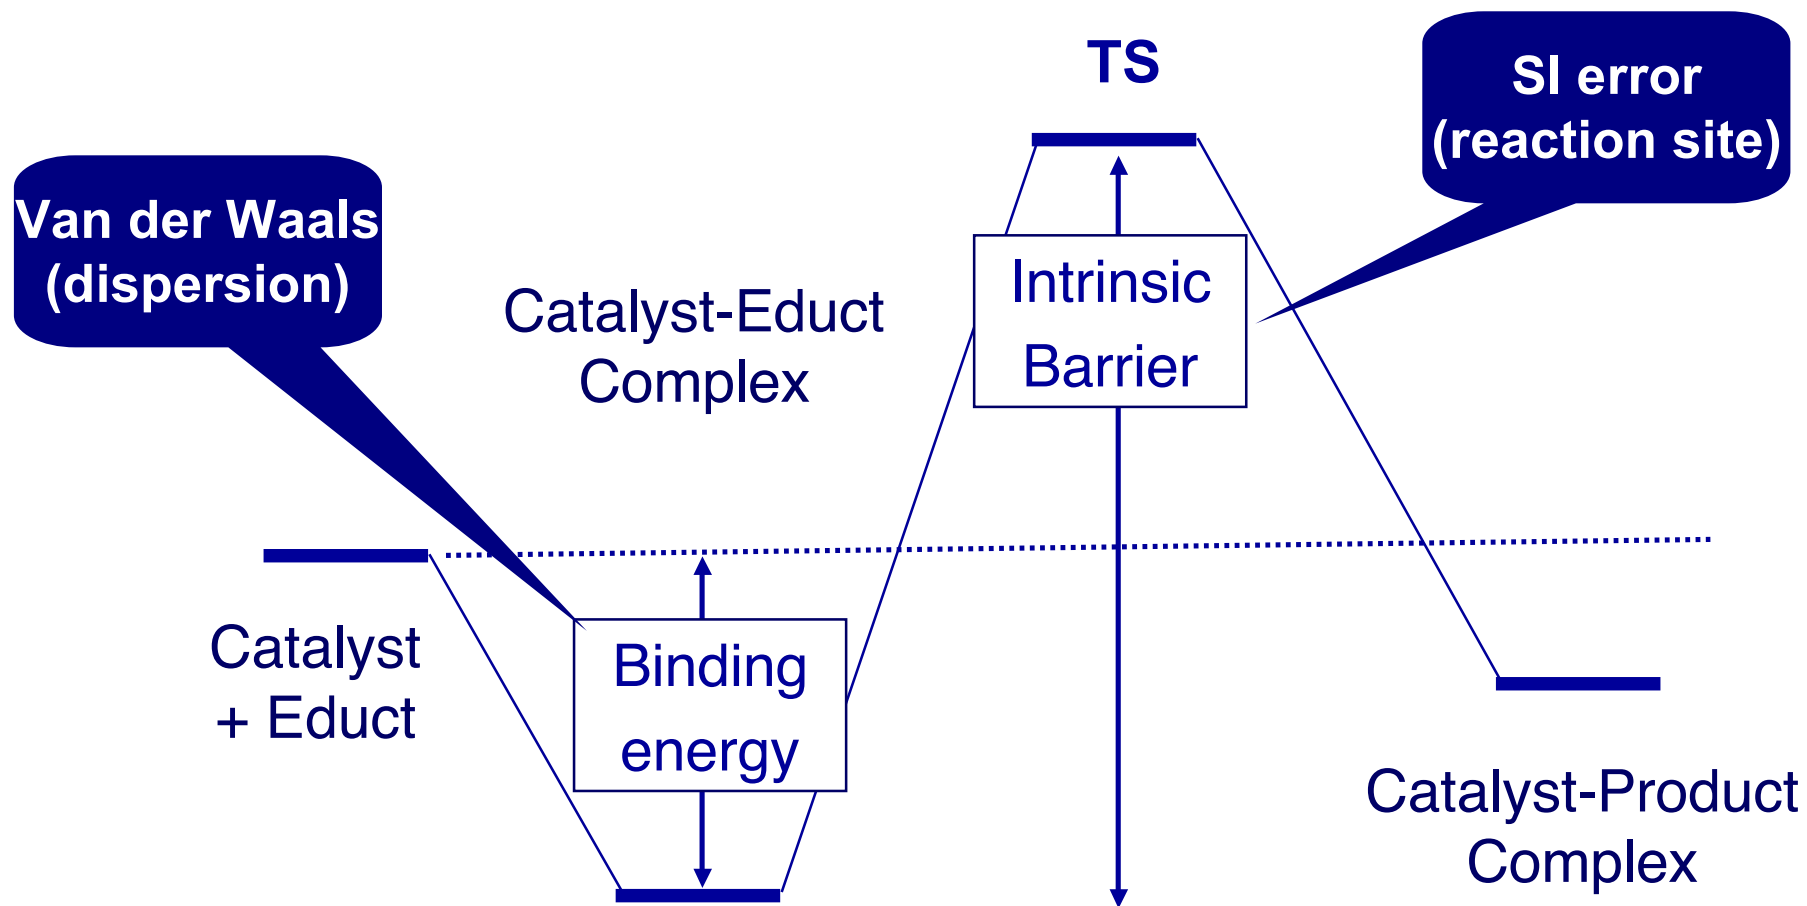 TS
SI error
(reaction site)
Van der Waals
(dispersion)
Catalyst-Educt
Complex
Intrinsic
Barrier
Catalyst
+ Educt
Binding
energy
Catalyst-Product
Complex